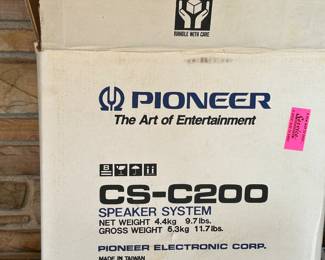 HANDLE WITH CARE
PIONEER
The Art of Entertainment
CS-C200
SPEAKER SYSTEM
NET WEIGHT 4.4kg 9.7lbs.
GROSS WEIGHT 5.3kg 11.7lbs.
PIONEER ELECTRONIC CORP.
MADE IN TAIWAN